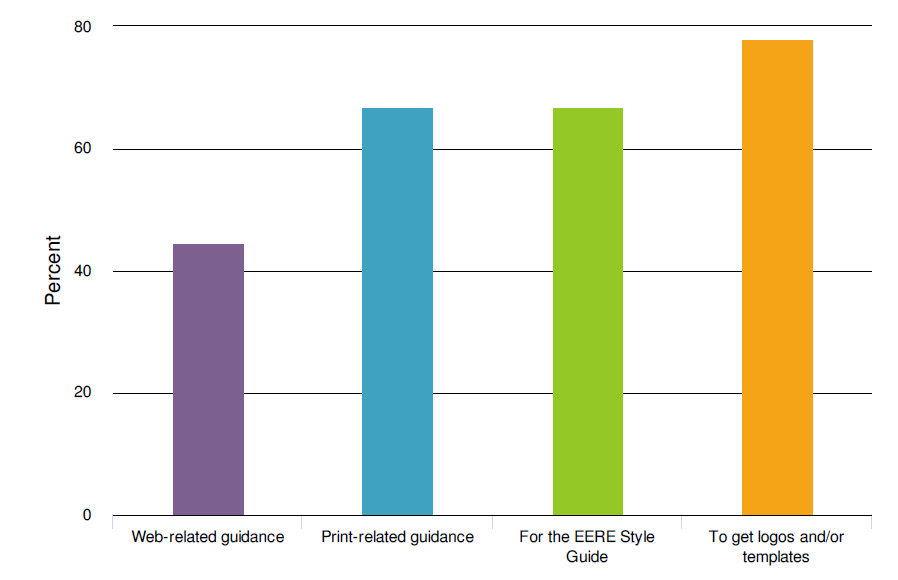 80
60
40
20
0
Percent
Web-related guidance
Print-related guidance
For the EERE Style
Guide
To get logos and/or
templates